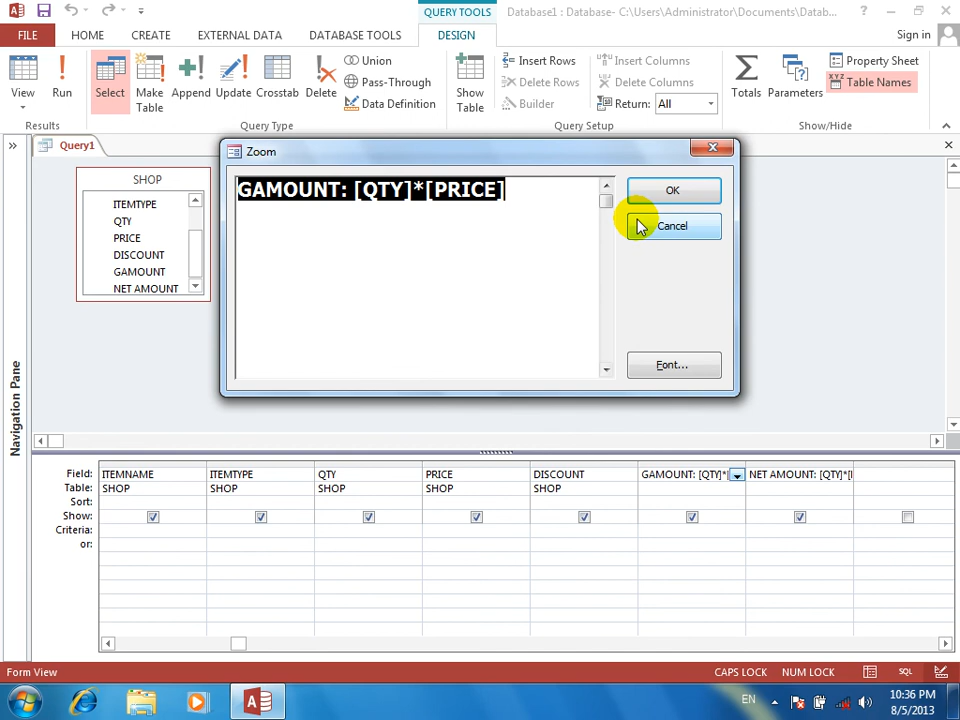 QUERY TOOLS
Database1 : Database- C:\Users\Administrator\Documents\Datab...
?
FILE
HOME
CREATE
EXTERNAL DATA
DATABASE TOOLS
DESIGN
Sign in
View
Run
Select
Make Table
Append
Update
Crosstab
Delete
Union
Pass-Through
Data Definition
Show Table
Insert Rows
Delete Rows
Builder
Insert Columns
Delete Columns
Return: All
Totals
Parameters
Property Sheet
XYZ
Table Names
Results
Query Type
Query Setup
Show/Hide
Query1
Zoom
GAMOUNT: [QTY]*[PRICE]
OK
Cancel
Font...
SHOP
ITEMTYPE
QTY
PRICE
DISCOUNT
GAMOUNT
NET AMOUNT
Navigation Pane
Field: ITEMNAME ITEMTYPE QTY PRICE DISCOUNT GAMOUNT: [QTY]* NET AMOUNT: [QTY]*[
Table: SHOP SHOP SHOP SHOP SHOP
Sort:
Show:
Criteria:
or:
Form View
CAPS LOCK
NUM LOCK
SQL
EN
10:36 PM
8/5/2013